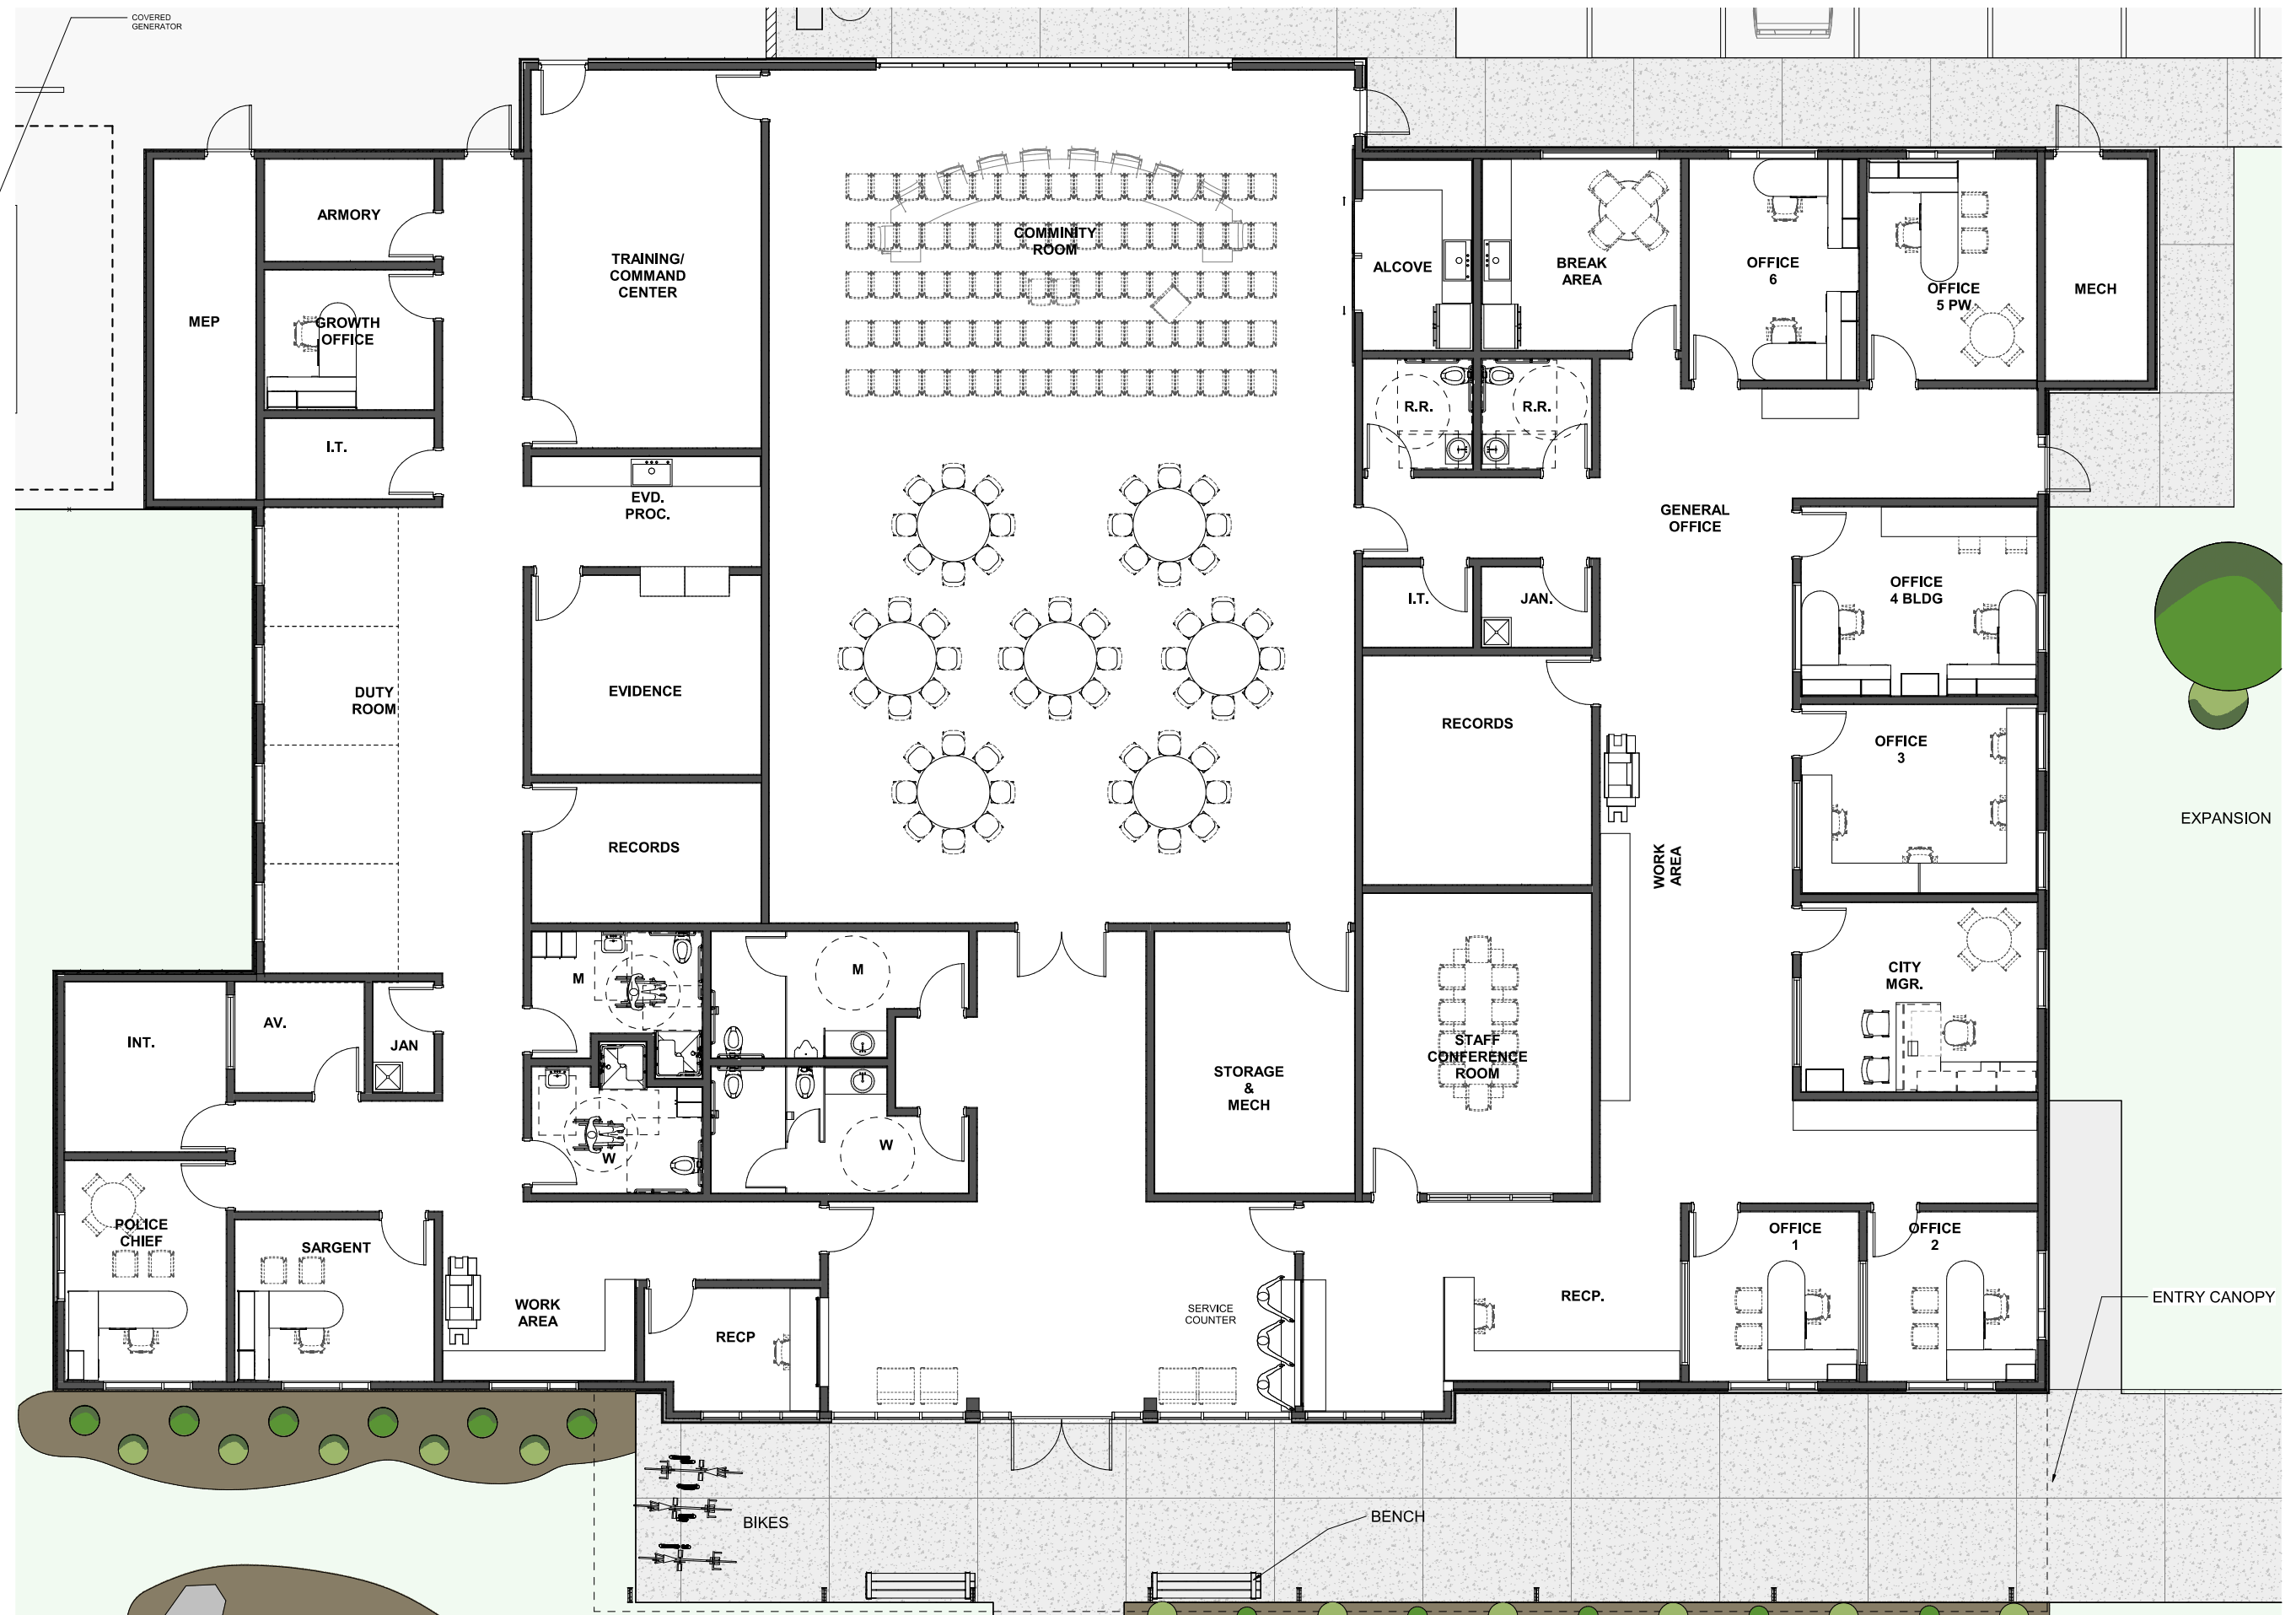 COVERED
GENERATOR
ARMORY
TRAINING/
COMMAND
CENTER
COMMINITY
ROOM
ALCOVE
BREAK
AREA
OFFICE
6
OFFICE
5 PW
MECH
MEP
GROWTH
OFFICE
I.T.
R.R.
R.R.
EVD.
PROC.
GENERAL
OFFICE
I.T.
JAN.
OFFICE
4 BLDG
DUTY
ROOM
EVIDENCE
RECORDS
OFFICE
3
EXPANSION
RECORDS
WORK
AREA
M
M
CITY
MGR.
INT.
AV.
JAN
STAFF
CONFERENCE
ROOM
STORAGE
&
MECH
W
W
POLICE
CHIEF
SARGENT
OFFICE
1
OFFICE
2
WORK
AREA
RECP
SERVICE
COUNTER
RECP.
ENTRY CANOPY
BIKES
BENCH